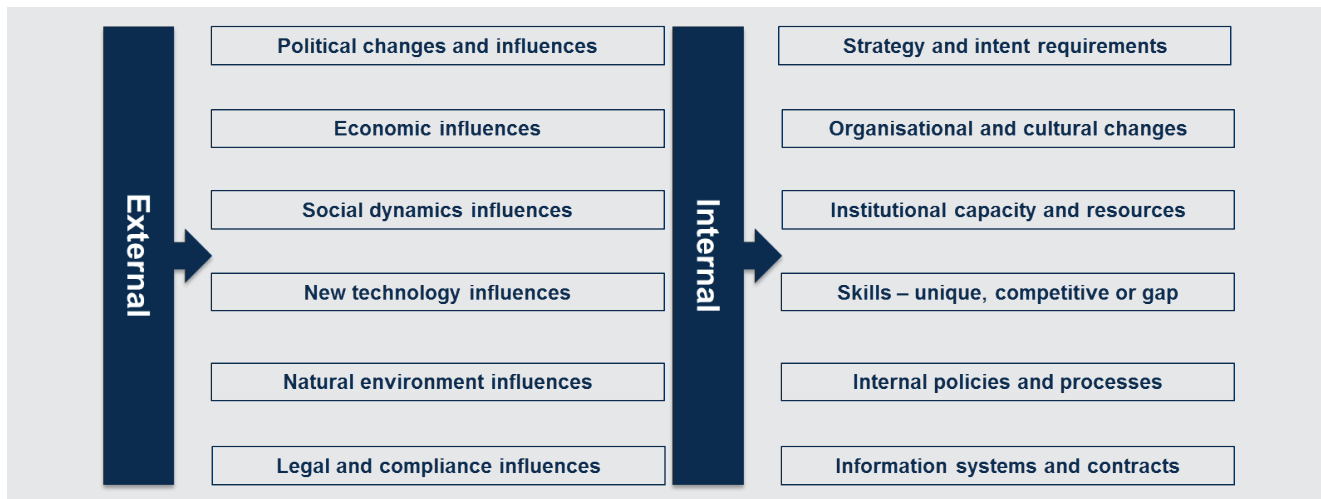 External
Political changes and influences
Economic influences
Social dynamics influences
New technology influences
Natural environment influences
Legal and compliance influences
Internal
Strategy and intent requirements
Organisational and cultural changes
Institutional capacity and resources
Skills – unique, competitive or gap
Internal policies and processes
Information systems and contracts